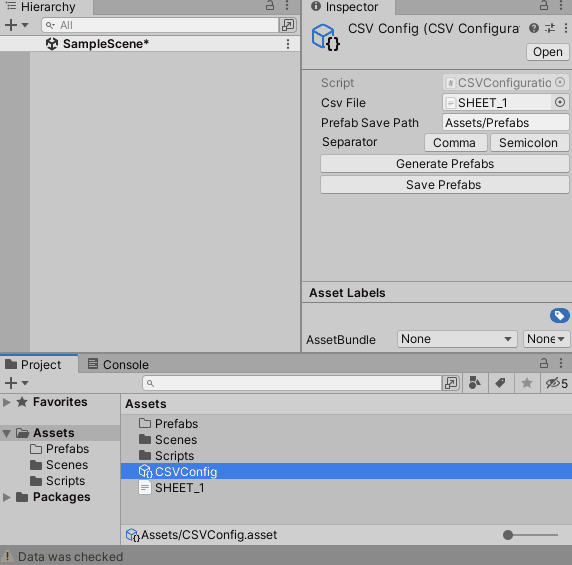 Hierarchy
All
SampleScene*
Inspector
CSV Config (CSV Configura
Open
Script
# CSVConfiguratio
Csv File
SHEET_1
Prefab Save Path
Assets/Prefabs
Separator
Comma
Semicolon
Generate Prefabs
Save Prefabs
Asset Labels
AssetBundle
None
None
Project
Console
5
Favorites
Assets
Prefabs
Scenes
Scripts
Packages
Assets
Prefabs
Scenes
Scripts
CSVConfig
SHEET_1
Assets/CSVConfig.asset
Data was checked